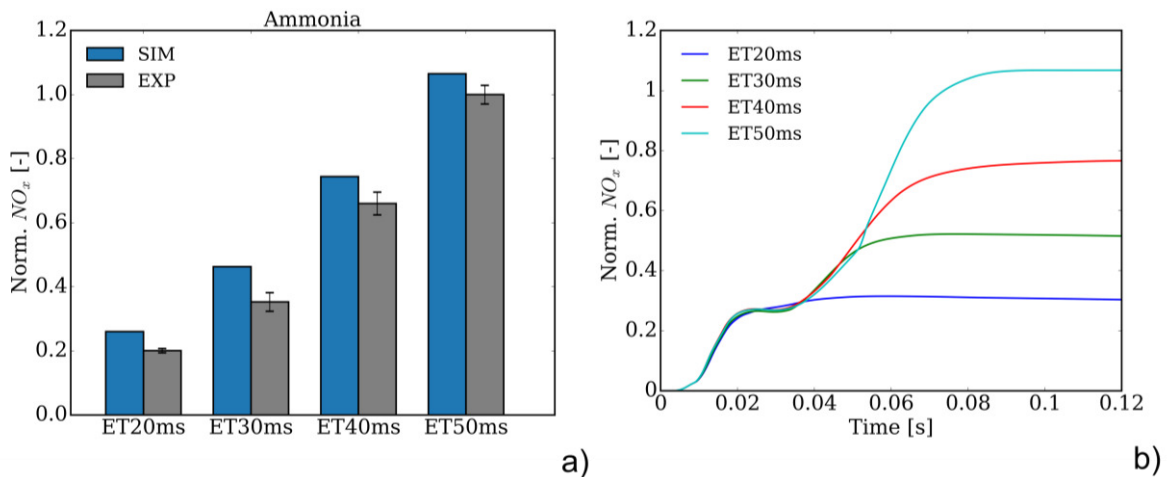 Ammonia
1.2
1.0
0.8
0.6
0.4
0.2
0.0
Norm. NOx [-]
SIM
EXP
ET20ms
ET30ms
ET40ms
ET50ms
a)
1.2
1
0.8
0.6
0.4
0.2
0
Norm. NOx [-]
ET20ms
ET30ms
ET40ms
ET50ms
0 0.02 0.04 0.06 0.08 0.1 0.12
Time [s]
b)